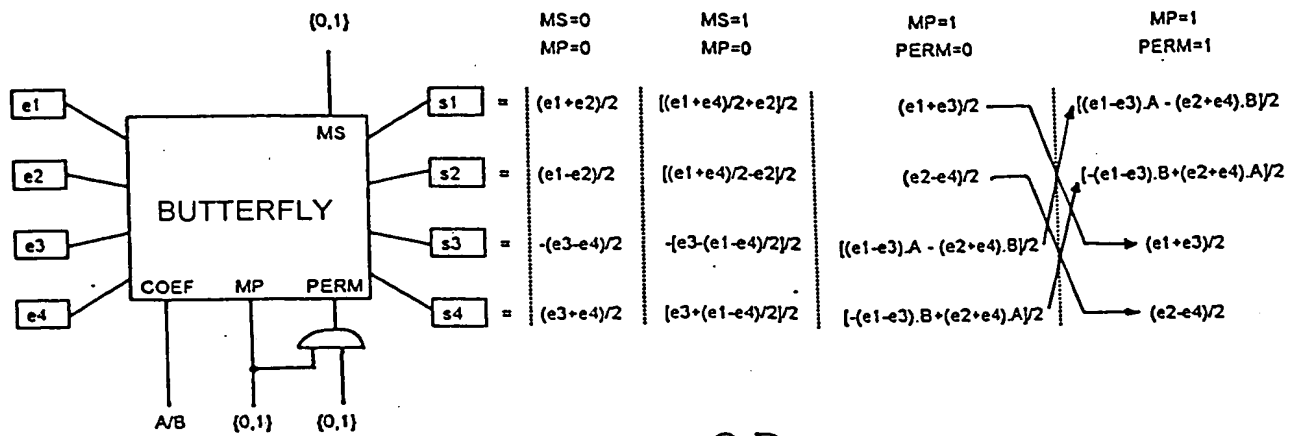 {0,1} MS=0 MS=1 MP=1 MP=1
MP=0 MP=0 PERM=0 PERM=1
e1 s1 = (e1+e2)/2 [(e1+e4)/2+e2]/2 (e1+e3)/2 [(e1-e3).A - (e2+e4).B]/2
MS
e2 s2 = (e1-e2)/2 [(e1+e4)/2-e2]/2 (e2-e4)/2 [-(e1-e3).B+(e2+e4).A]/2
BUTTERFLY
e3 s3 = -(e3-e4)/2 -[e3-(e1-e4)/2]/2 [(e1-e3).A - (e2+e4).B]/2 (e1+e3)/2
COEF MP PERM
e4 s4 = (e3+e4)/2 [e3+(e1-e4)/2]/2 [-(e1-e3).B+(e2+e4).A]/2 (e2-e4)/2
A/B {0,1} {0,1}